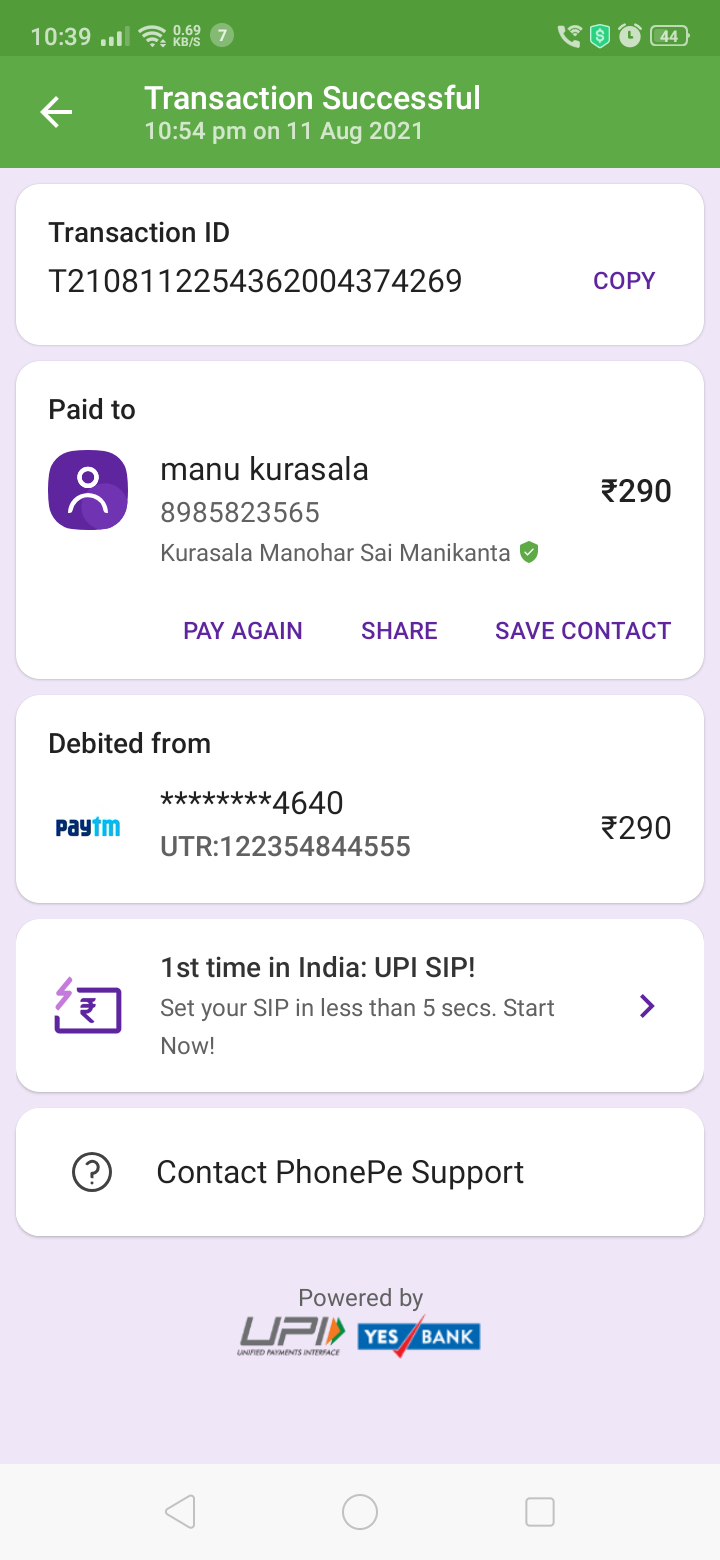 10:39 0.69 KB/S 7 44
Transaction Successful
10:54 pm on 11 Aug 2021
Transaction ID
T2108112254362004374269 COPY
Paid to
manu kurasala
8985823565
₹290
Kurasala Manohar Sai Manikanta
PAY AGAIN SHARE SAVE CONTACT
Debited from
********4640
paytm
₹290
UTR:122354844555
1st time in India: UPI SIP!
Set your SIP in less than 5 secs. Start
Now!
Contact PhonePe Support
Powered by
UPI YES BANK
UNIFIED PAYMENTS INTERFACE